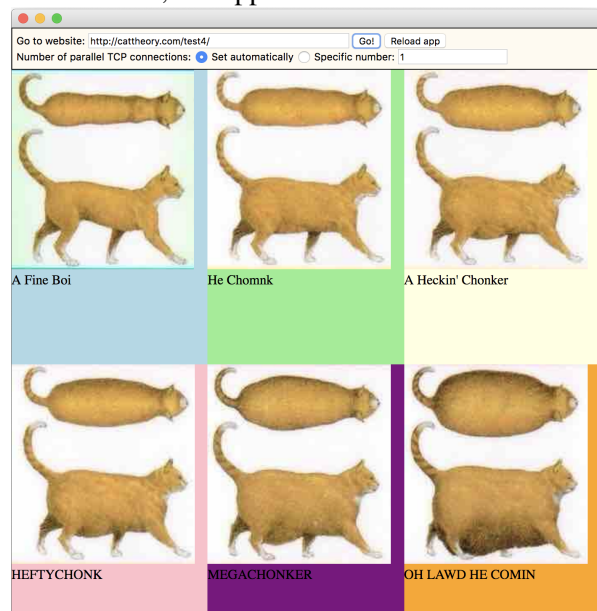 Go to website: http://cattheory.com/test4/ Go! Reload app
Number of parallel TCP connections: Set automatically Specific number: 1
A Fine Boi He Chomnk A Heckin' Chonker
HEFTYCHONK MEGACHONKER OH LAWD HE COMIN